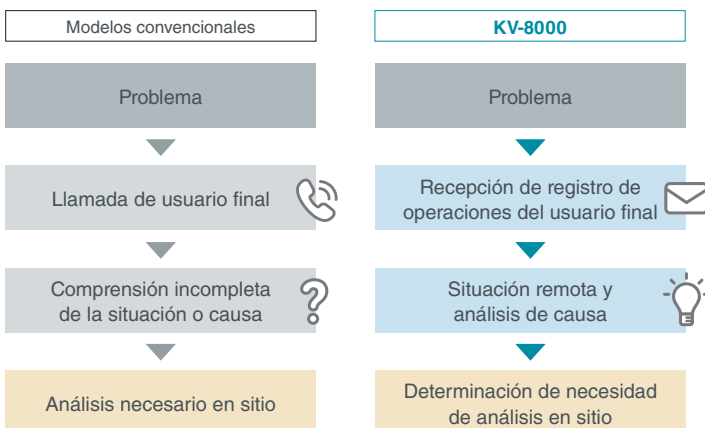 Modelos convencionales
Problema
Llamada de usuario final
Comprensión incompleta
de la situación o causa
Análisis necesario en sitio
KV-8000
Problema
Recepción de registro de
operaciones del usuario final
Situación remota y
análisis de causa
Determinación de necesidad
de análisis en sitio